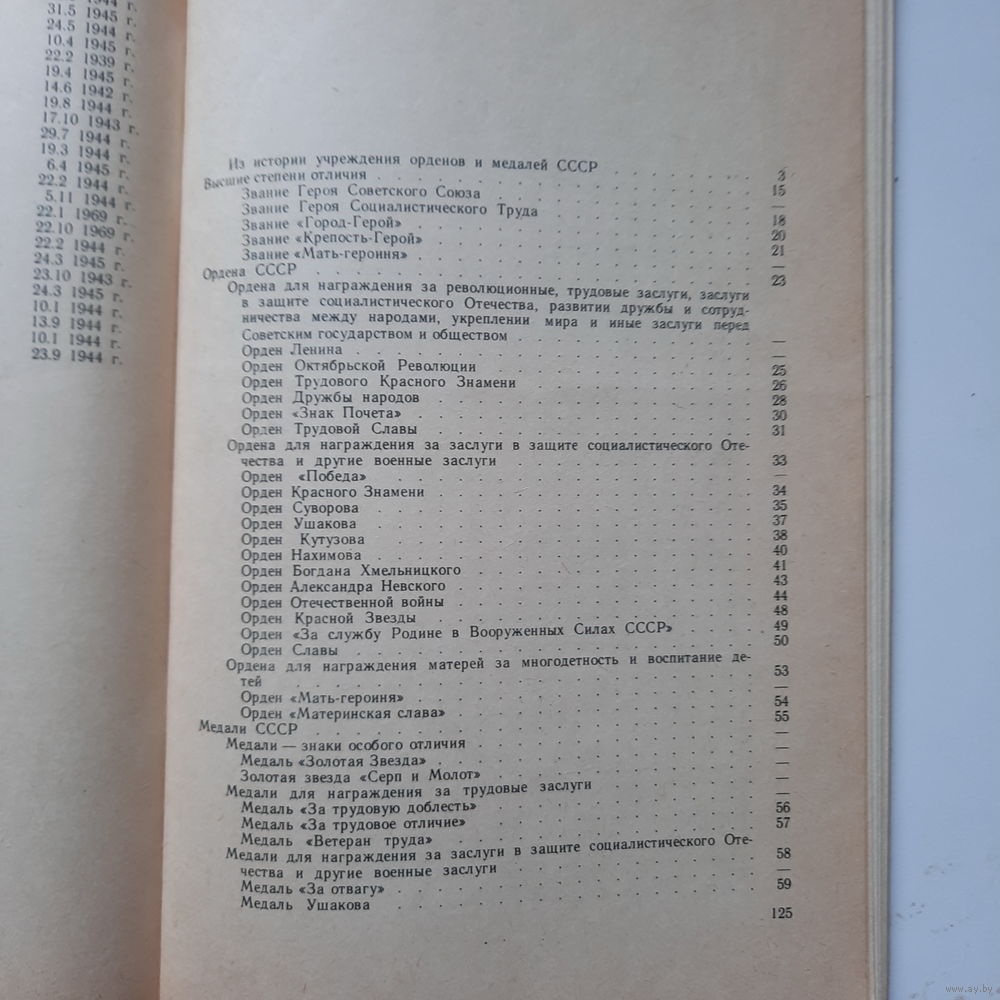 31.5 1945 г.
24.5 1944 г.
10.4 1945 г.
22.2 1939 г.
19.4 1945 г.
14.6 1942 г.
19.8 1944 г.
17.10 1943 г.
29.7 1944 г.
19.3 1944 г.
6.4 1945 г.
22.2 1944 г.
5.11 1944 г.
22.1 1969 г.
22.10 1969 г.
22.2 1944 г.
24.3 1945 г.
23.10 1943 г.
24.3 1945 г.
10.1 1944 г.
13.9 1944 г.
10.1 1944 г.
23.9 1944 г.
Из истории учреждения орденов и медалей СССР . . . . 3
Высшие степени отличия . . . . 15
Звание Героя Советского Союза . . . . —
Звание Героя Социалистического Труда . . . . 18
Звание «Город-Герой» . . . . 20
Звание «Крепость-Герой» . . . . 21
Звание «Мать-героиня» . . . . —
Ордена СССР . . . . 23
Ордена для награждения за революционные, трудовые заслуги, заслуги
в защите социалистического Отечества, развитии дружбы и сотруд-
ничества между народами, укреплении мира и иные заслуги перед
Советским государством и обществом . . . . —
Орден Ленина . . . . —
Орден Октябрьской Революции . . . . 25
Орден Трудового Красного Знамени . . . . 26
Орден Дружбы народов . . . . 28
Орден «Знак Почета» . . . . 30
Орден Трудовой Славы . . . . 31
Ордена для награждения за заслуги в защите социалистического Оте-
чества и другие военные заслуги . . . . 33
Орден «Победа» . . . . —
Орден Красного Знамени . . . . 34
Орден Суворова . . . . 35
Орден Ушакова . . . . 37
Орден Кутузова . . . . 38
Орден Нахимова . . . . 40
Орден Богдана Хмельницкого . . . . 41
Орден Александра Невского . . . . 43
Орден Отечественной войны . . . . 44
Орден Красной Звезды . . . . 48
Орден «За службу Родине в Вооруженных Силах СССР» . . . . 49
Орден Славы . . . . 50
Ордена для награждения матерей за многодетность и воспитание де-
тей . . . . 53
Орден «Мать-героиня» . . . . —
Орден «Материнская слава» . . . . 54
Медали СССР . . . . 55
Медали — знаки особого отличия . . . . —
Медаль «Золотая Звезда» . . . . —
Золотая звезда «Серп и Молот» . . . . —
Медали для награждения за трудовые заслуги . . . . —
Медаль «За трудовую доблесть» . . . . —
Медаль «За трудовое отличие» . . . . 56
Медаль «Ветеран труда» . . . . 57
Медали для награждения за заслуги в защите социалистического Оте-
чества и другие военные заслуги . . . . 58
Медаль «За отвагу» . . . . —
Медаль Ушакова . . . . 59
125
www.ay.by